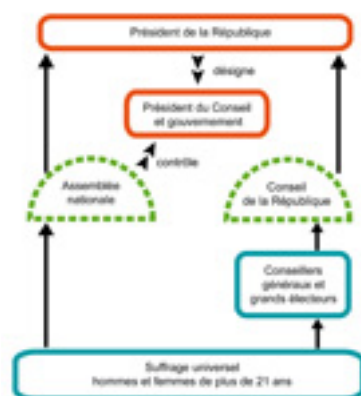 Président de la République
désigne
Président du Conseil
et gouvernement
contrôle
Assemblée
nationale
Conseil
de la République
Conseillers
généraux et
grands électeurs
Suffrage universel
hommes et femmes de plus de 21 ans